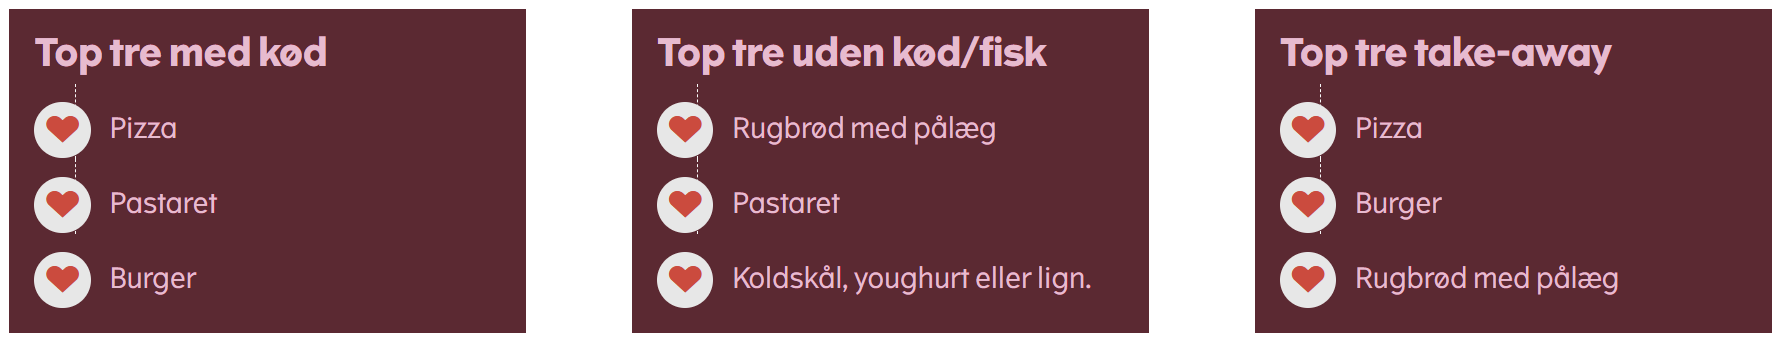 Top tre med kød
Pizza
Pastaret
Burger
Top tre uden kød/fisk
Rugbrød med pålæg
Pastaret
Koldskål, youghurt eller lign.
Top tre take-away
Pizza
Burger
Rugbrød med pålæg